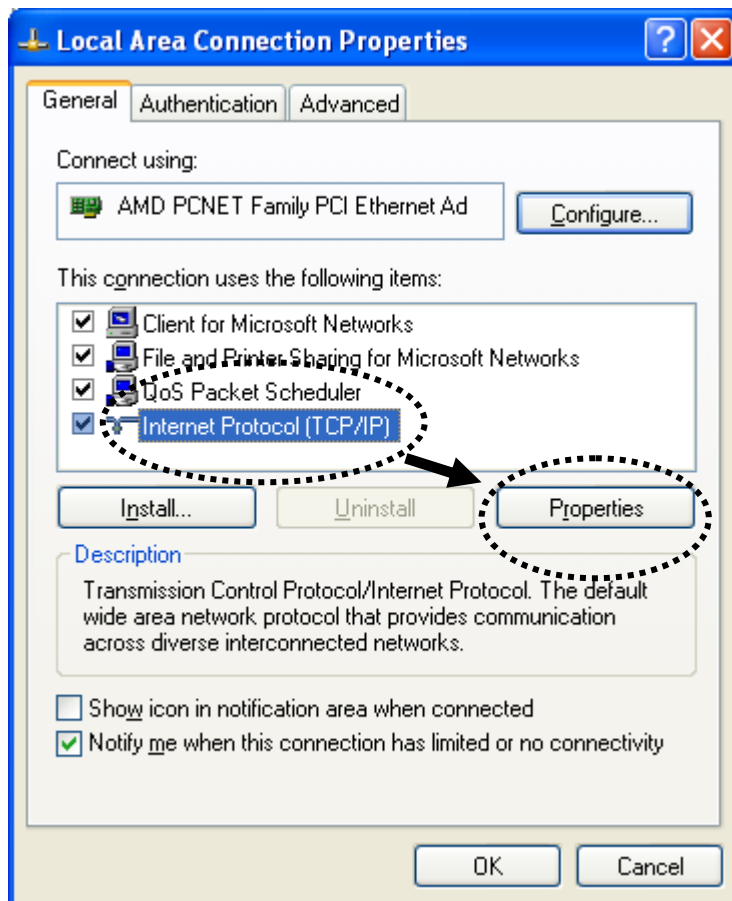 Local Area Connection Properties
General Authentication Advanced
Connect using:
AMD PCNET Family PCI Ethernet Ad
Configure...
This connection uses the following items:
Client for Microsoft Networks
File and Printer Sharing for Microsoft Networks
QoS Packet Scheduler
Internet Protocol (TCP/IP)
Install... Uninstall Properties
Description
Transmission Control Protocol/Internet Protocol. The default
wide area network protocol that provides communication
across diverse interconnected networks.
Show icon in notification area when connected
Notify me when this connection has limited or no connectivity
OK Cancel